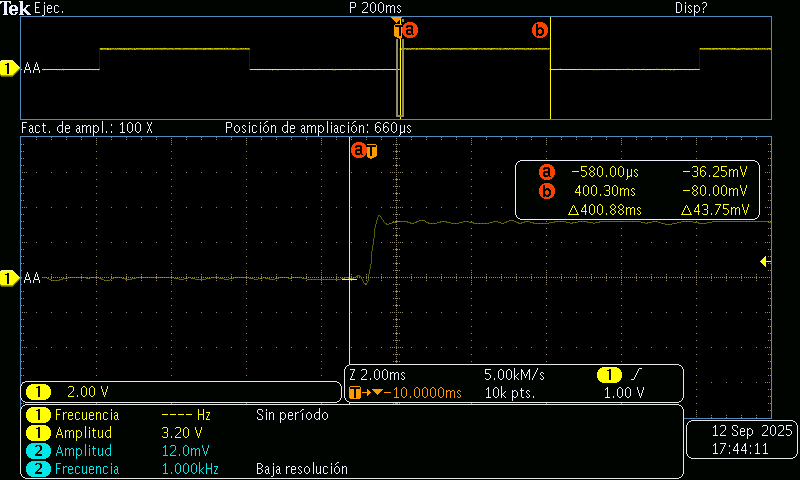 Tek Ejec. P 200ms Disp?
T a b
1 AA
Fact. de ampl.: 100 X Posición de ampliación: 660µs
a T
a -580.00µs -36.25mV
b 400.30ms -80.00mV
△400.88ms △43.75mV
1 AA
Z 2.00ms 5.00kM/s 1
1 2.00 V T→▼-10.0000ms 10k pts. 1.00 V
1 Frecuencia ---- Hz Sin período
1 Amplitud 3.20 V
2 Amplitud 12.0mV
2 Frecuencia 1.000kHz Baja resolución
12 Sep 2025
17:44:11